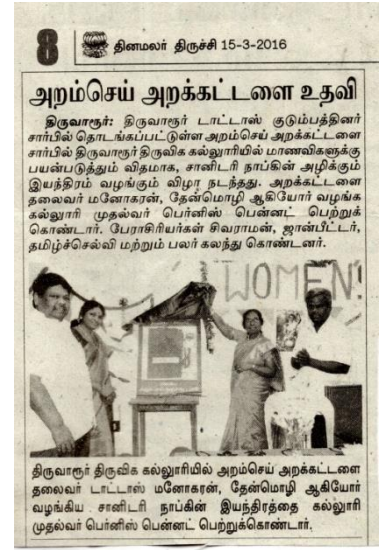 8 தினமலர் திருச்சி 15-3-2016
அறம்செய் அறக்கட்டளை உதவி
திருவாரூர்: திருவாரூர் டாட்டாஸ் குடும்பத்தினர்
சார்பில் தொடங்கப்பட்டுள்ள அறம்செய் அறக்கட்டளை
சார்பில் திருவாரூர் திருவிக கல்லூரியில் மாணவிகளுக்கு
பயன்படுத்தும் விதமாக, சானிடரி நாப்கின் அழிக்கும்
இயந்திரம் வழங்கும் விழா நடந்தது. அறக்கட்டளை
தலைவர் மனோகரன், தேன்மொழி ஆகியோர் வழங்க
கல்லூரி முதல்வர் பெர்னிஸ் பென்னட் பெற்றுக்
கொண்டார். பேராசிரியர்கள் சிவராமன், ஜான்பீட்டர்,
தமிழ்ச்செல்வி மற்றும் பலர் கலந்து கொண்டனர்.
WOMEN!
திருவாரூர் திருவிக கல்லூரியில் அறம்செய் அறக்கட்டளை
தலைவர் டாட்டாஸ் மனோகரன், தேன்மொழி ஆகியோர்
வழங்கிய சானிடரி நாப்கின் இயந்திரத்தை கல்லூரி
முதல்வர் பெர்னிஸ் பென்னட் பெற்றுக்கொண்டார்.